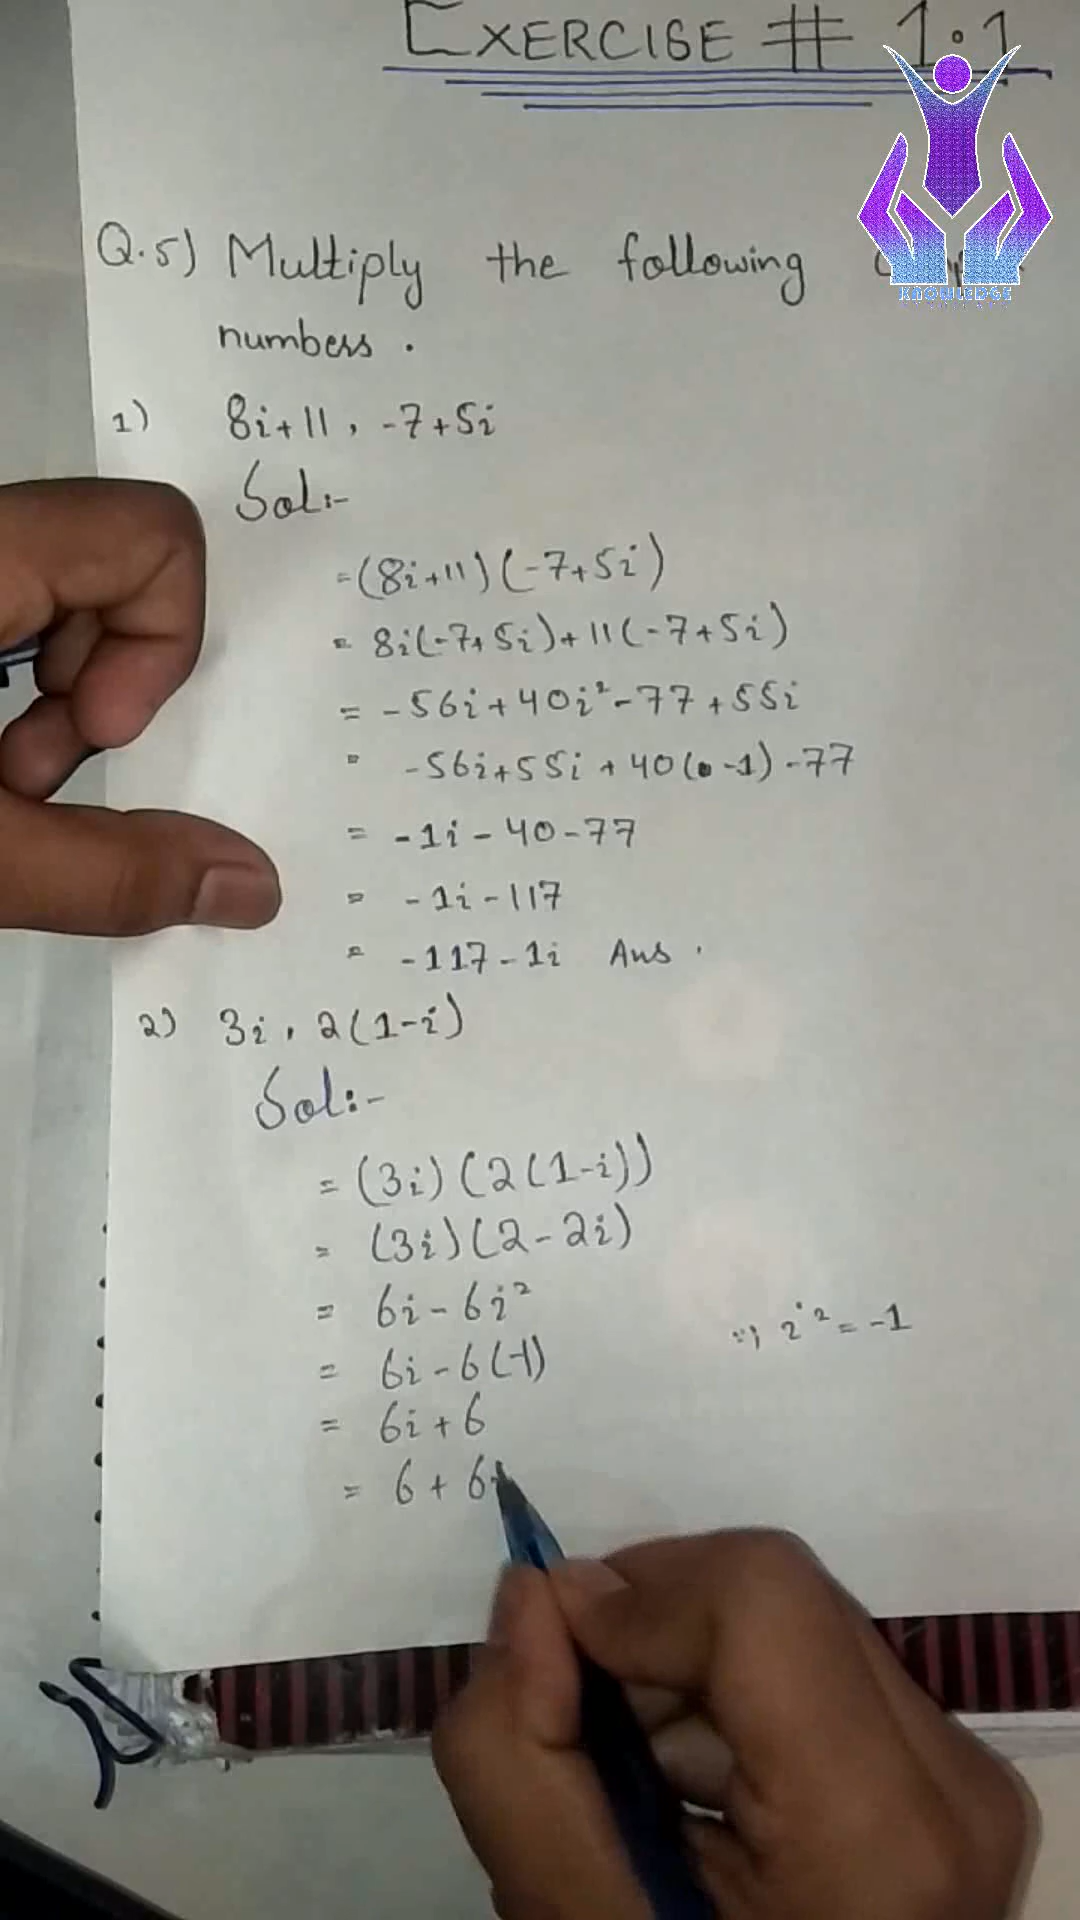 EXERCISE # 1.1
Q.5) Multiply the following
numbers.
KNOWLEDGE
1) 8i+11, -7+5i
Sol:-
=(8i+11)(-7+5i)
= 8i(-7+5i)+11(-7+5i)
= -56i+40i²-77+55i
= -56i+55i+40(-1)-77
= -1i-40-77
= -1i-117
= -117-1i Ans.
2) 3i, 2(1-i)
Sol:-
= (3i)(2(1-i))
= (3i)(2-2i)
= 6i-6i²
∵ i²=-1
= 6i-6(-1)
= 6i+6
= 6+6